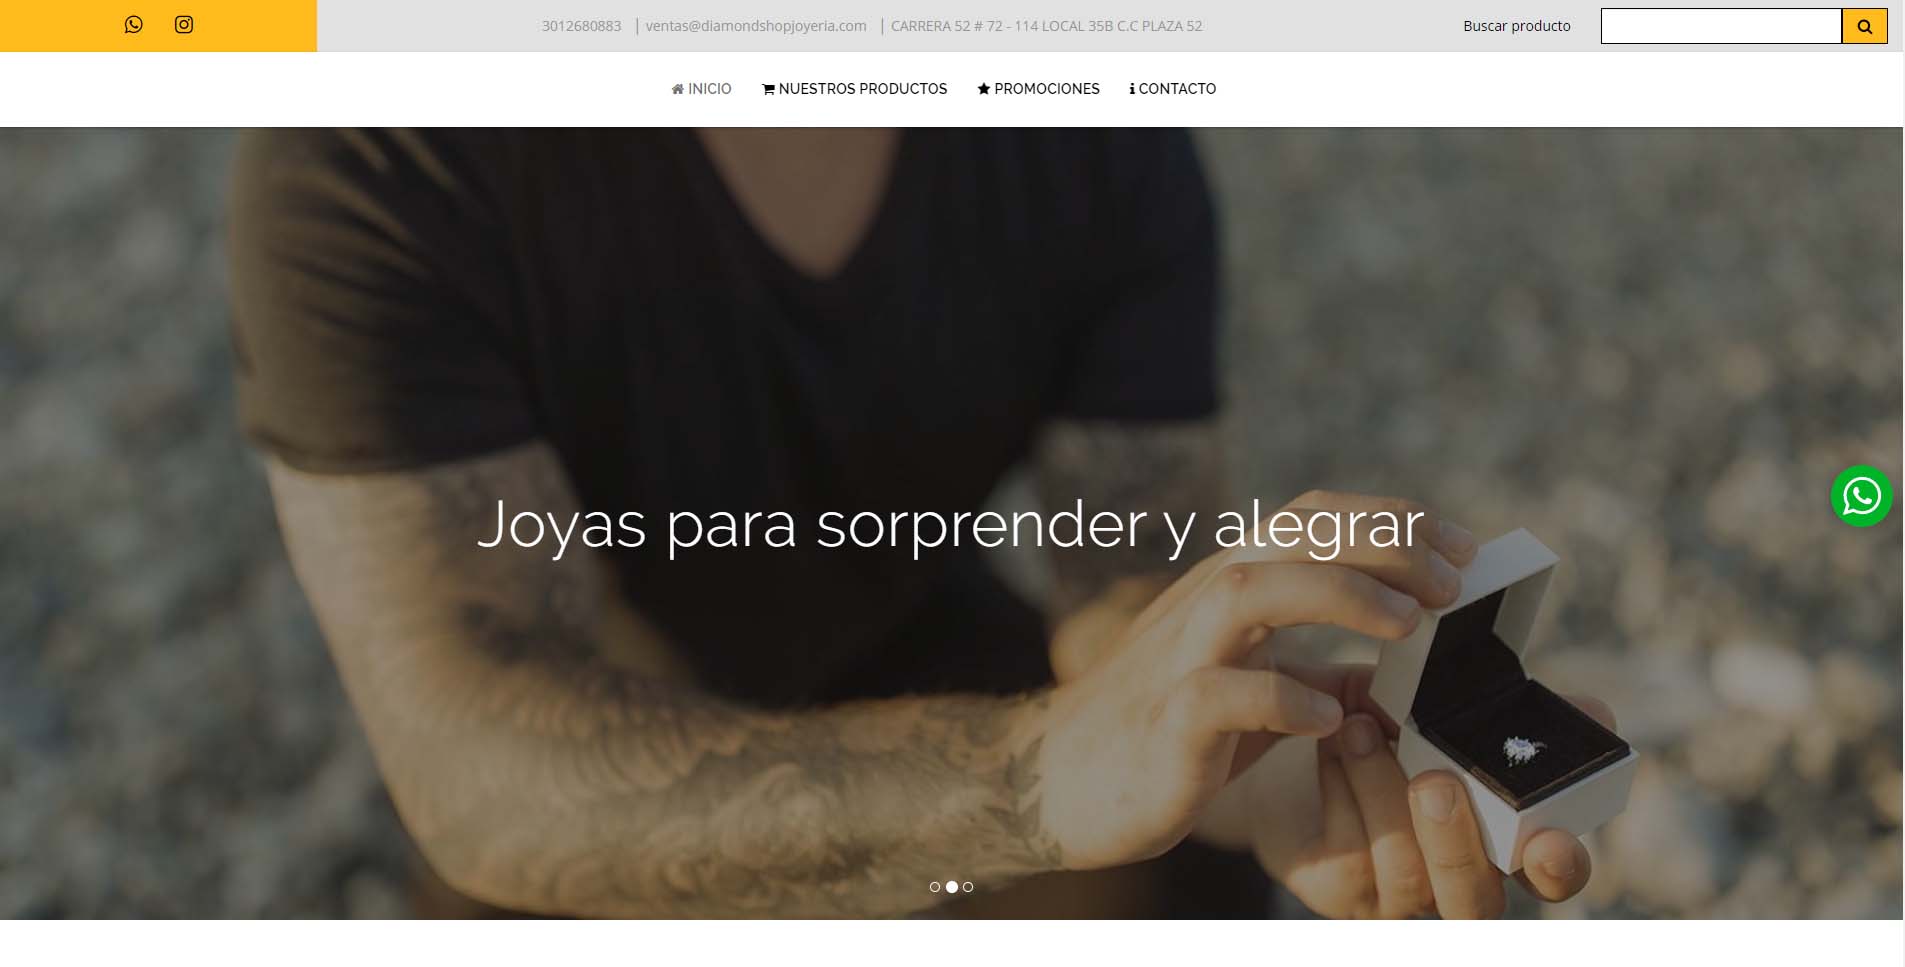 3012680883 | ventas@diamondshopjoyeria.com | CARRERA 52 # 72 - 114 LOCAL 35B C.C PLAZA 52
Buscar producto
INICIO NUESTROS PRODUCTOS PROMOCIONES CONTACTO
Joyas para sorprender y alegrar